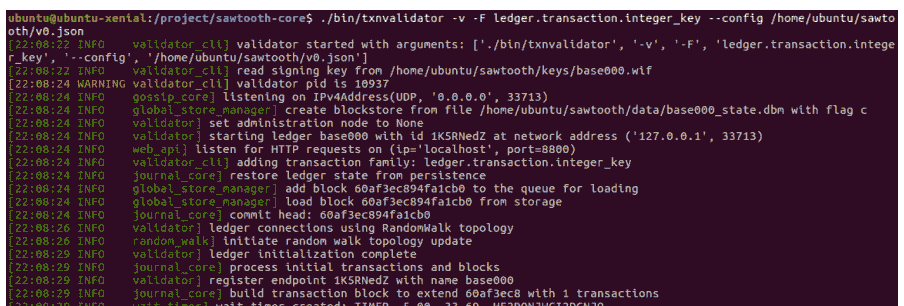 ubuntu@ubuntu-xenial:/project/sawtooth-core$ ./bin/txnvalidator -v -F ledger.transaction.integer_key --config /home/ubuntu/sawto
oth/v0.json
[22:08:22 INFO    validator_cli] validator started with arguments: ['./bin/txnvalidator', '-v', '-F', 'ledger.transaction.intege
r_key', '--config', '/home/ubuntu/sawtooth/v0.json']
[22:08:22 INFO    validator_cli] read signing key from /home/ubuntu/sawtooth/keys/base000.wif
[22:08:24 WARNING validator_cli] validator pid is 10937
[22:08:24 INFO    gossip_core] listening on IPv4Address(UDP, '0.0.0.0', 33713)
[22:08:24 INFO    global_store_manager] create blockstore from file /home/ubuntu/sawtooth/data/base000_state.dbm with flag c
[22:08:24 INFO    validator] set administration node to None
[22:08:24 INFO    validator] starting ledger base000 with id 1K5RNedZ at network address ('127.0.0.1', 33713)
[22:08:24 INFO    web_api] listen for HTTP requests on (ip='localhost', port=8800)
[22:08:24 INFO    validator_cli] adding transaction family: ledger.transaction.integer_key
[22:08:24 INFO    journal_core] restore ledger state from persistence
[22:08:24 INFO    global_store_manager] add block 60af3ec894fa1cb0 to the queue for loading
[22:08:24 INFO    global_store_manager] load block 60af3ec894fa1cb0 from storage
[22:08:24 INFO    journal_core] commit head: 60af3ec894fa1cb0
[22:08:26 INFO    validator] ledger connections using RandomWalk topology
[22:08:26 INFO    random_walk] initiate random walk topology update
[22:08:29 INFO    validator] ledger initialization complete
[22:08:29 INFO    journal_core] process initial transactions and blocks
[22:08:29 INFO    validator] register endpoint 1K5RNedZ with name base000
[22:08:29 INFO    journal_core] build transaction block to extend 60af3ec8 with 1 transactions
[22:08:29 INFO    wait_timer] wait timer created: TIMER